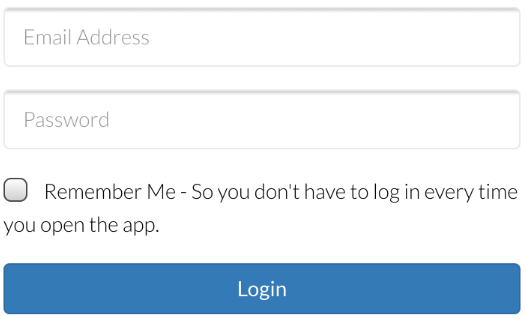 Email Address
Password
Remember Me - So you don't have to log in every time
you open the app.
Login